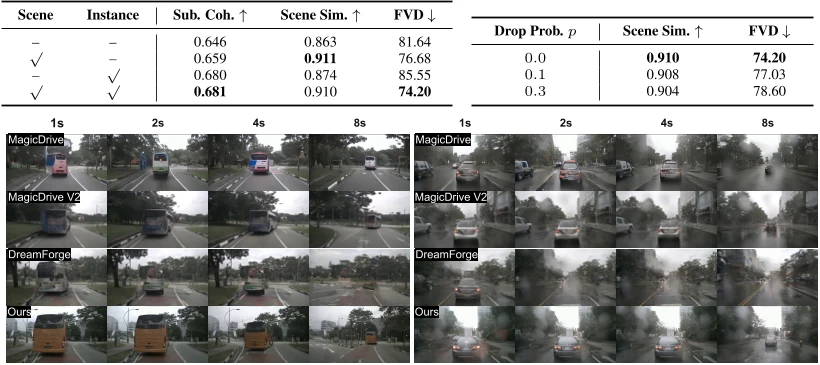 Scene Instance Sub. Coh. ↑ Scene Sim. ↑ FVD ↓
– – 0.646 0.863 81.64
✓ – 0.659 0.911 76.68
– ✓ 0.680 0.874 85.55
✓ ✓ 0.681 0.910 74.20
Drop Prob. p Scene Sim. ↑ FVD ↓
0.0 0.910 74.20
0.1 0.908 77.03
0.3 0.904 78.60
1s 2s 4s 8s
MagicDrive
MagicDrive V2
DreamForge
Ours
1s 2s 4s 8s
MagicDrive
MagicDrive V2
DreamForge
Ours